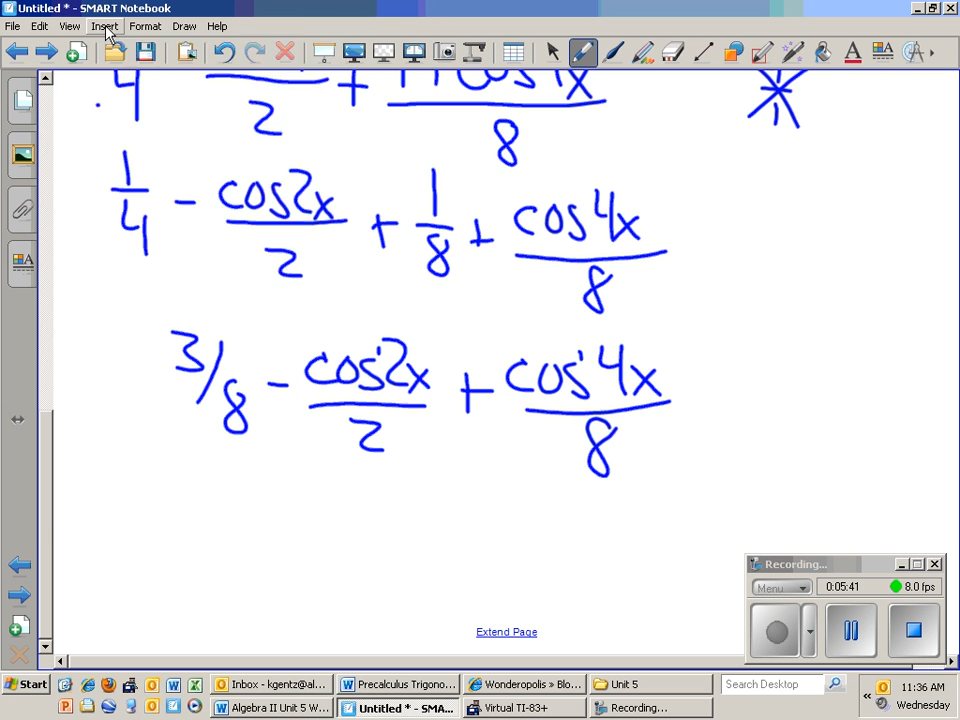 Untitled * - SMART Notebook
File Edit View Insert Format Draw Help
4 2 + 8
1/4 - cos2x/2 + 1/8 + cos4x/8
3/8 - cos2x/2 + cos4x/8
Extend Page
Recording...
Menu 0:05:41 8.0 fps
Start Inbox - kgentz@al... Precalculus Trigono... Wonderopolis » Blo... Unit 5 Search Desktop 11:36 AM
Algebra II Unit 5 W... Untitled * - SMA... Virtual TI-83+ Recording... Wednesday